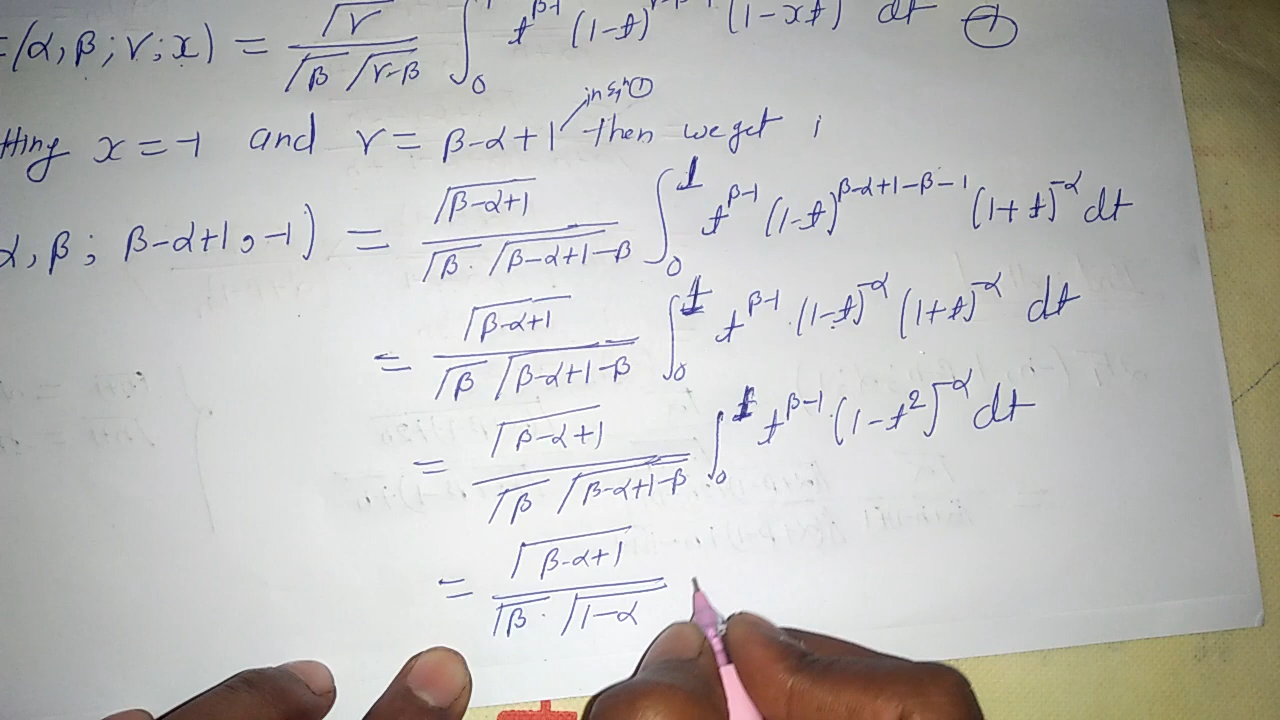 F(α, β; γ; x) = Γγ / Γβ Γγ-β ∫₀¹ t^β-1 (1-t)^γ-β-1 (1-xt) dt ①
tting x = -1 and γ = β-α+1 in eqⁿ ① then we get ;
α, β; β-α+1, -1) = Γβ-α+1 / Γβ · Γβ-α+1-β ∫₀¹ t^β-1 (1-t)^β-α+1-β-1 (1+t)^-α dt
= Γβ-α+1 / Γβ Γβ-α+1-β ∫₀¹ t^β-1 · (1-t)^-α (1+t)^-α dt
= Γβ-α+1 / Γβ Γβ-α+1-β ∫₀¹ t^β-1 · (1-t²)^-α dt
= Γβ-α+1 / Γβ · Γ1-α